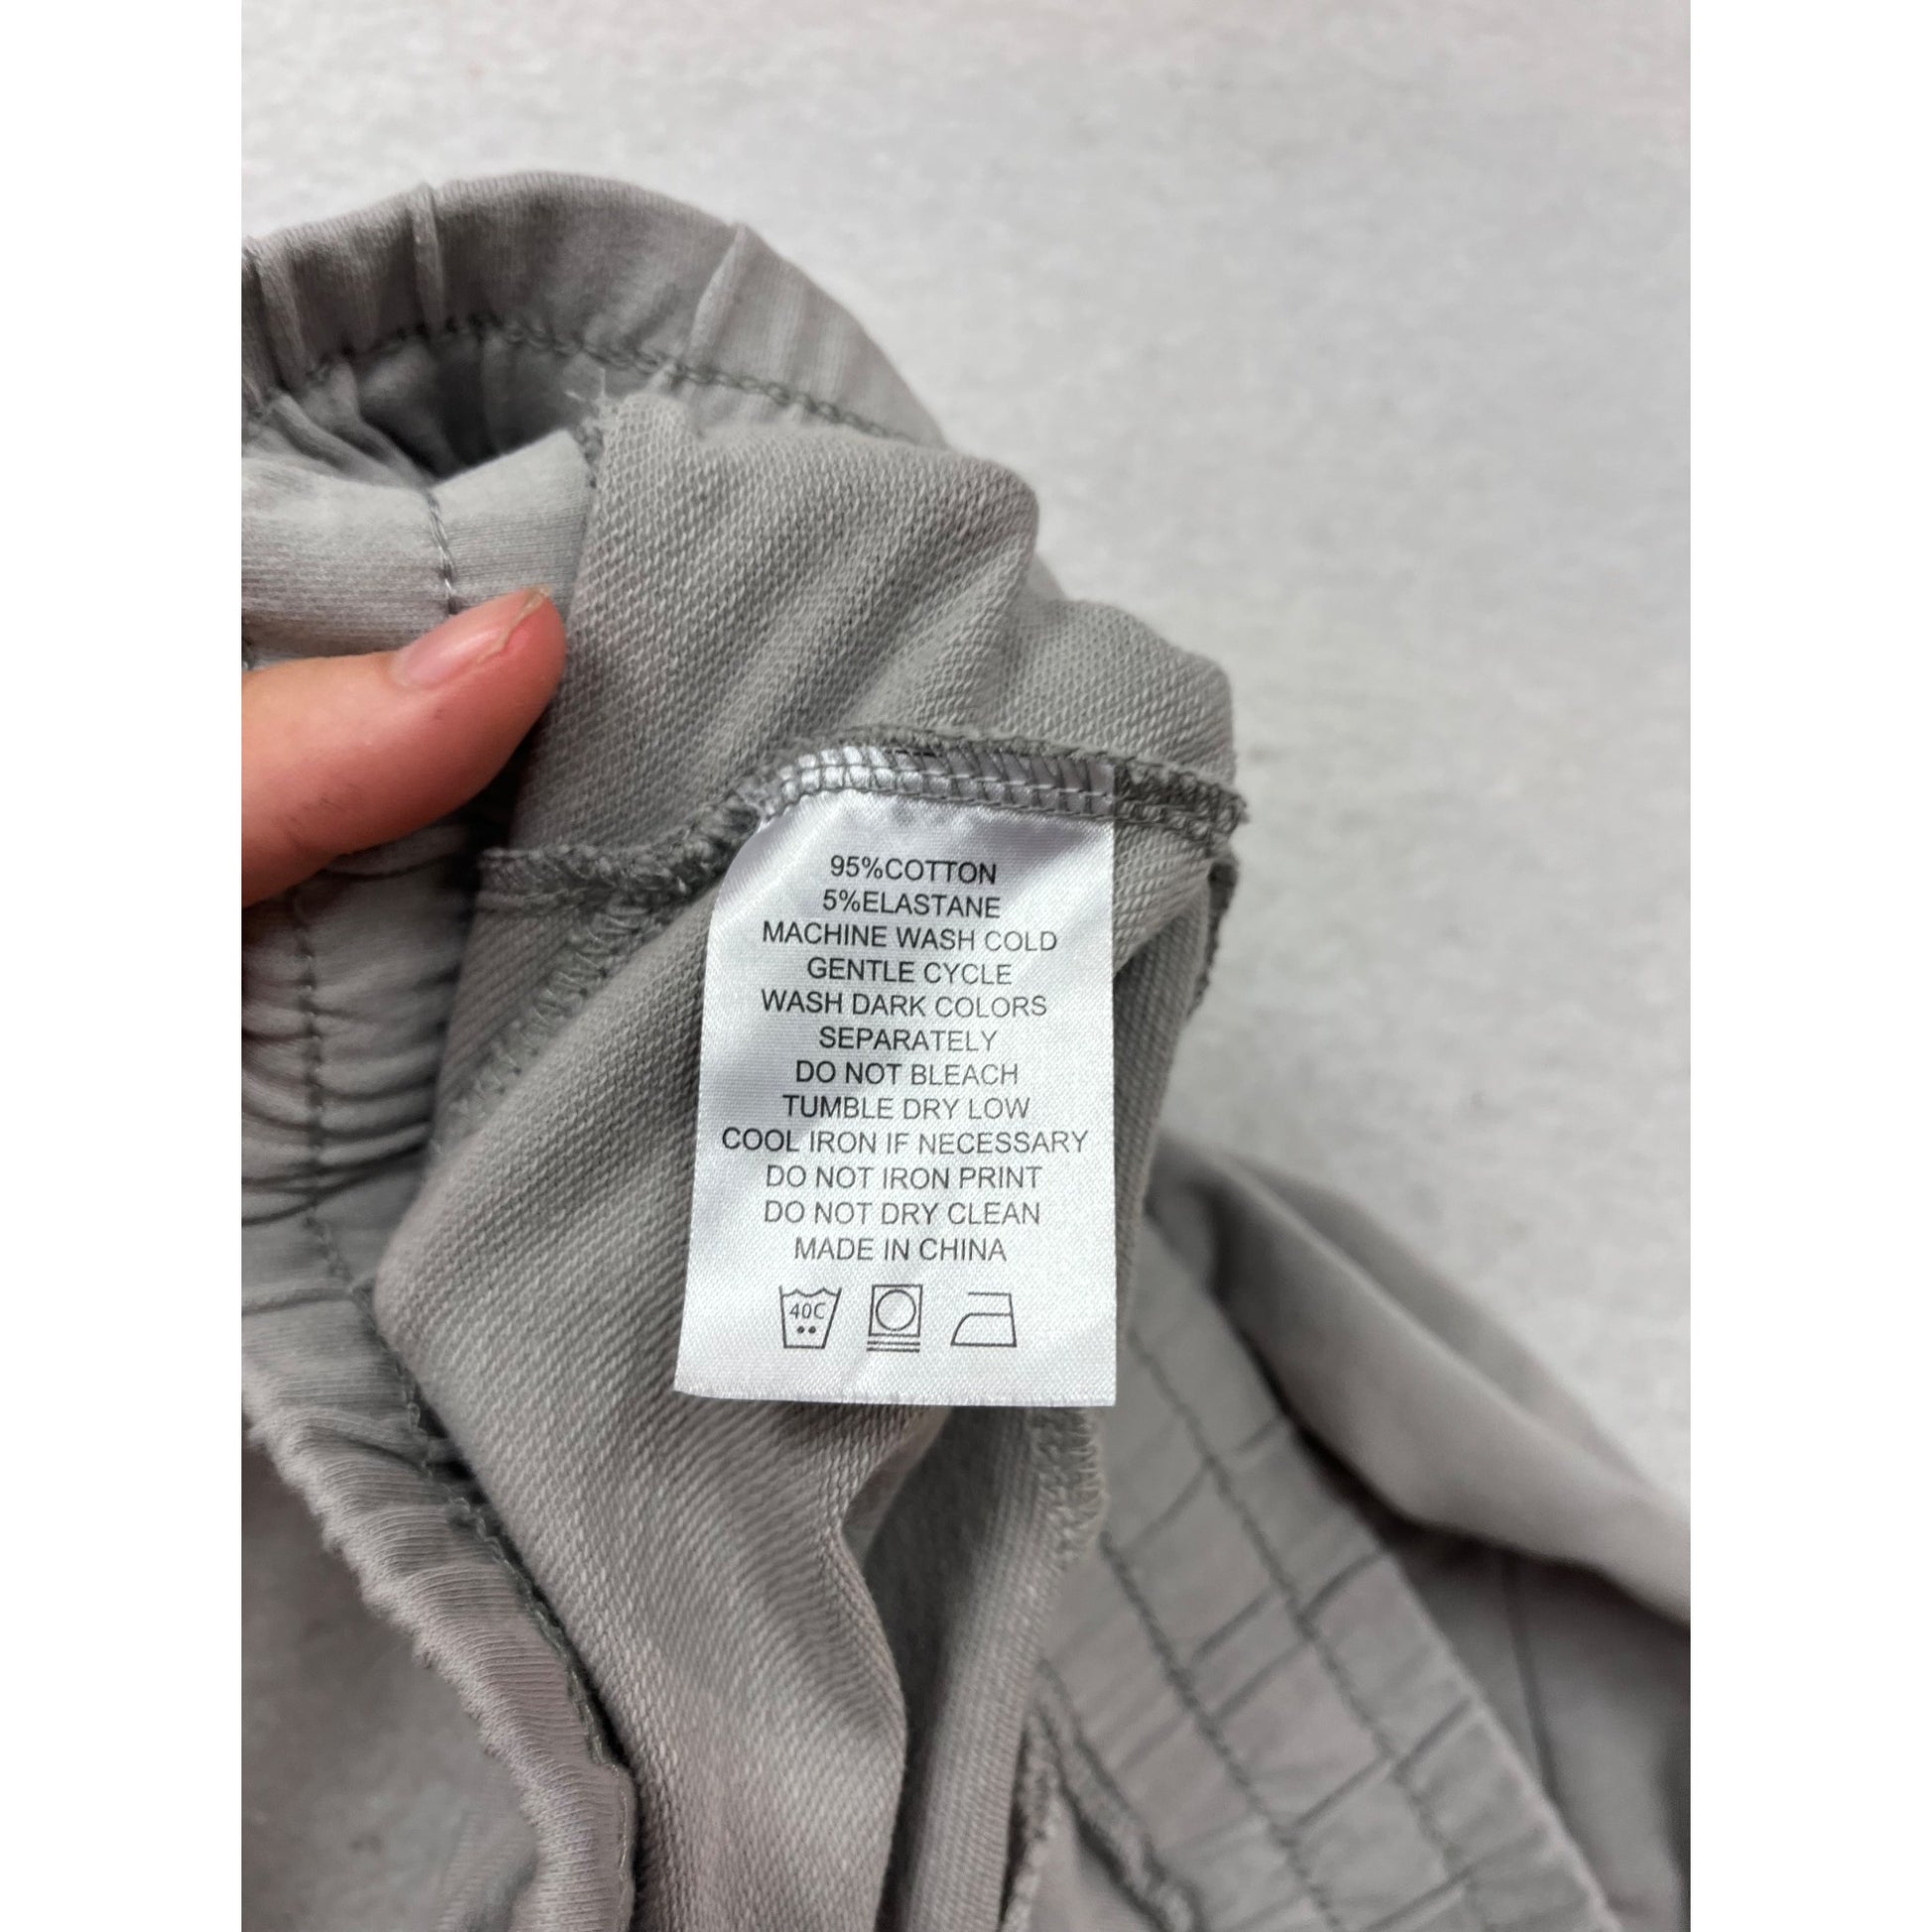 95%COTTON
5%ELASTANE
MACHINE WASH COLD
GENTLE CYCLE
WASH DARK COLORS
SEPARATELY
DO NOT BLEACH
TUMBLE DRY LOW
COOL IRON IF NECESSARY
DO NOT IRON PRINT
DO NOT DRY CLEAN
MADE IN CHINA
40C